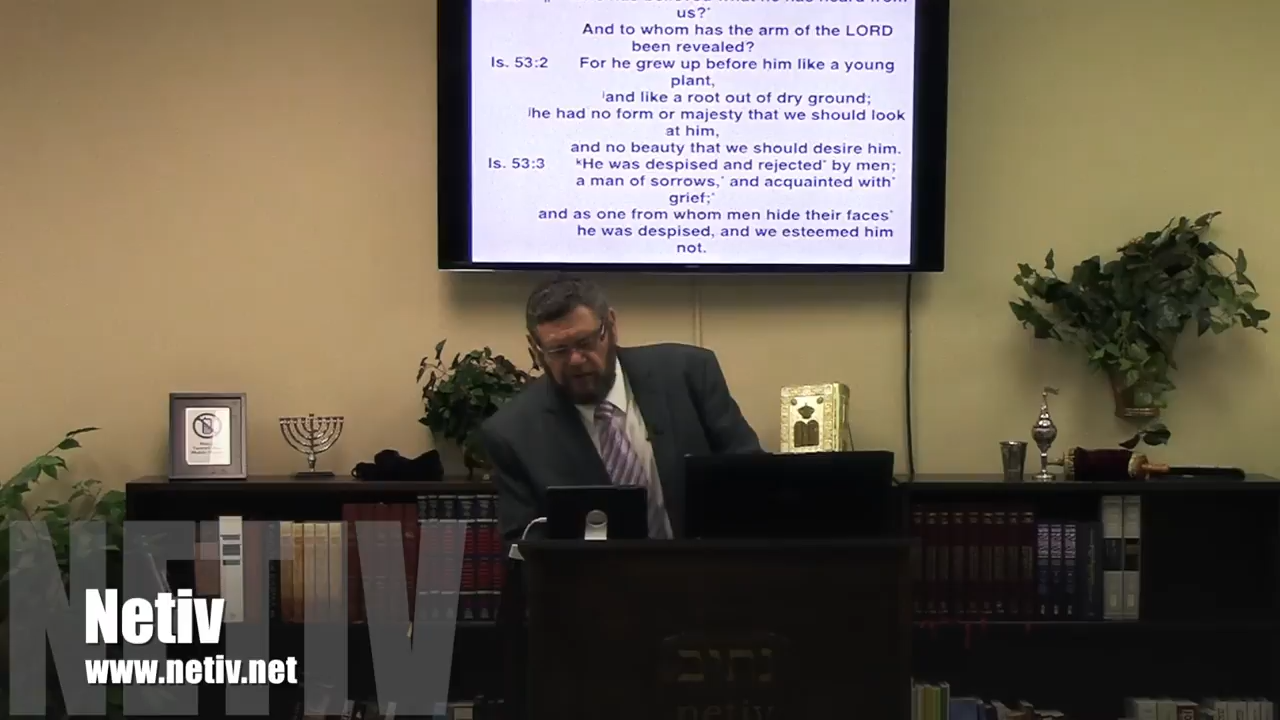 us?
And to whom has the arm of the LORD
been revealed?
Is. 53:2 For he grew up before him like a young
plant,
and like a root out of dry ground;
he had no form or majesty that we should look
at him,
and no beauty that we should desire him.
Is. 53:3 He was despised and rejected by men;
a man of sorrows, and acquainted with
grief;
and as one from whom men hide their faces
he was despised, and we esteemed him
not.
NETIV
Netiv
www.netiv.net
נתיב
netiv